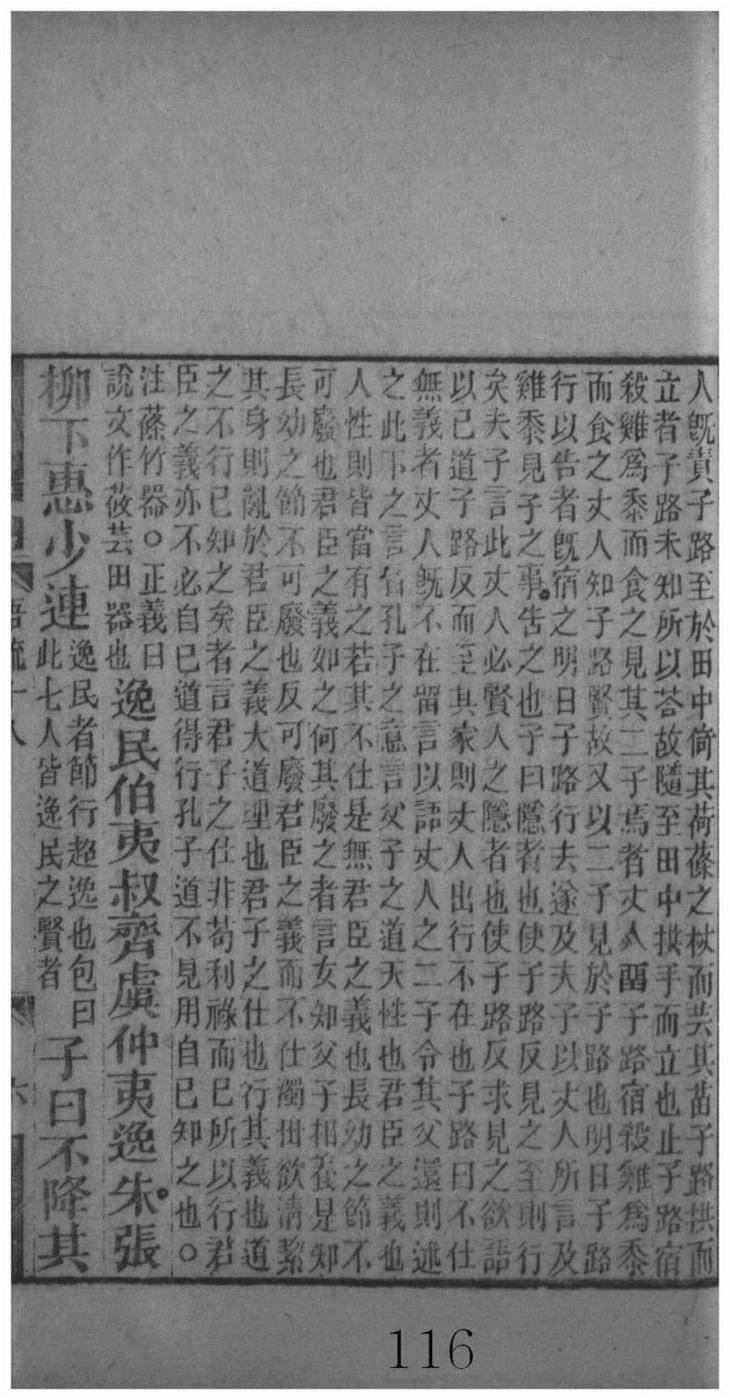 人旣責子路至於田中倚其荷蓧之杖而芸其苗子路拱而
立者子路未知所以荅故隨至田中拱手而立也止子路宿
殺雞爲黍而食之見其二子焉者丈人畱子路宿殺雞爲黍
而食之丈人知子路賢故又以二子見於子路也明日子路
行以告者旣宿之明日子路行去遂及夫子以丈人所言及
雞黍見子之事告之也子曰隱者也使子路反見之至則行
矣夫子言此丈人必賢人之隱者也使子路反求見之欲語
以己道子路反而至其家則丈人出行不在也子路曰不仕
無義者丈人旣不在留言以語丈人之二子令其父還則述
之此下之言皆孔子之意言父子之道天性也君臣之義也
人性則皆當有之若其不仕是無君臣之義也長幼之節不
可廢也君臣之義如之何其廢之者言女知父子相養是知
長幼之節不可廢也反可廢君臣之義而不仕濁丗欲清絜
其身則亂於君臣之義大道理也君子之仕也行其義也道
之不行已知之矣者言君子之仕非苟利祿而已所以行君
臣之義亦不必自己道得行孔子道不見用自已知之也○
注蓧竹器○正義曰
說文作莜芸田器也
逸民伯夷叔齊虞仲夷逸朱張
柳下惠少連
逸民者節行超逸也包曰
此七人皆逸民之賢者
子曰不降其
吾疏十八
六
116